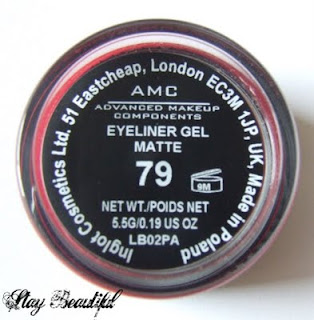 Inglot Cosmetics Ltd. 51 Eastcheap, London EC3M 1JP, UK, Made in Poland
AMC
ADVANCED MAKEUP
COMPONENTS
EYELINER GEL
MATTE
79
9M
NET WT./POIDS NET
5.5G/0.19 US OZ
LB02PA
Stay Beautiful